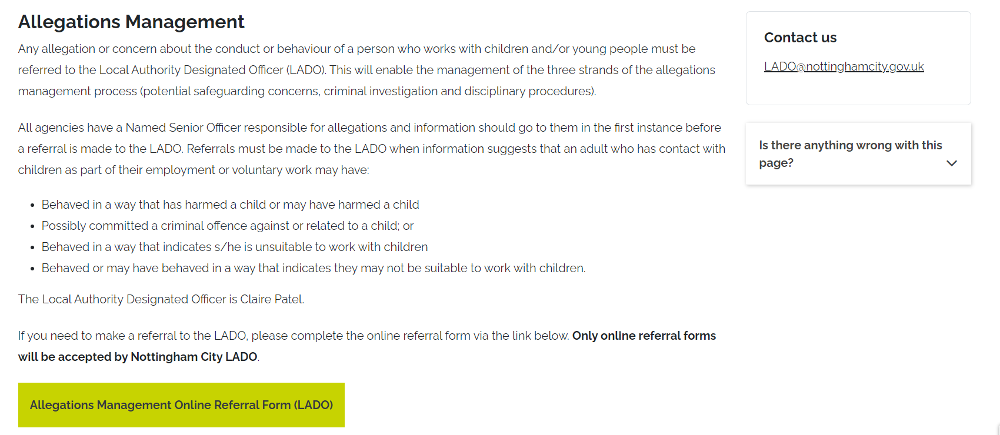 Allegations Management
Any allegation or concern about the conduct or behaviour of a person who works with children and/or young people must be
referred to the Local Authority Designated Officer (LADO). This will enable the management of the three strands of the allegations
management process (potential safeguarding concerns, criminal investigation and disciplinary procedures).
All agencies have a Named Senior Officer responsible for allegations and information should go to them in the first instance before
a referral is made to the LADO. Referrals must be made to the LADO when information suggests that an adult who has contact with
children as part of their employment or voluntary work may have:
• Behaved in a way that has harmed a child or may have harmed a child
• Possibly committed a criminal offence against or related to a child; or
• Behaved in a way that indicates s/he is unsuitable to work with children
• Behaved or may have behaved in a way that indicates they may not be suitable to work with children.
The Local Authority Designated Officer is Claire Patel.
If you need to make a referral to the LADO, please complete the online referral form via the link below. Only online referral forms
will be accepted by Nottingham City LADO.
Allegations Management Online Referral Form (LADO)
Contact us
LADO@nottinghamcity.gov.uk
Is there anything wrong with this
page?